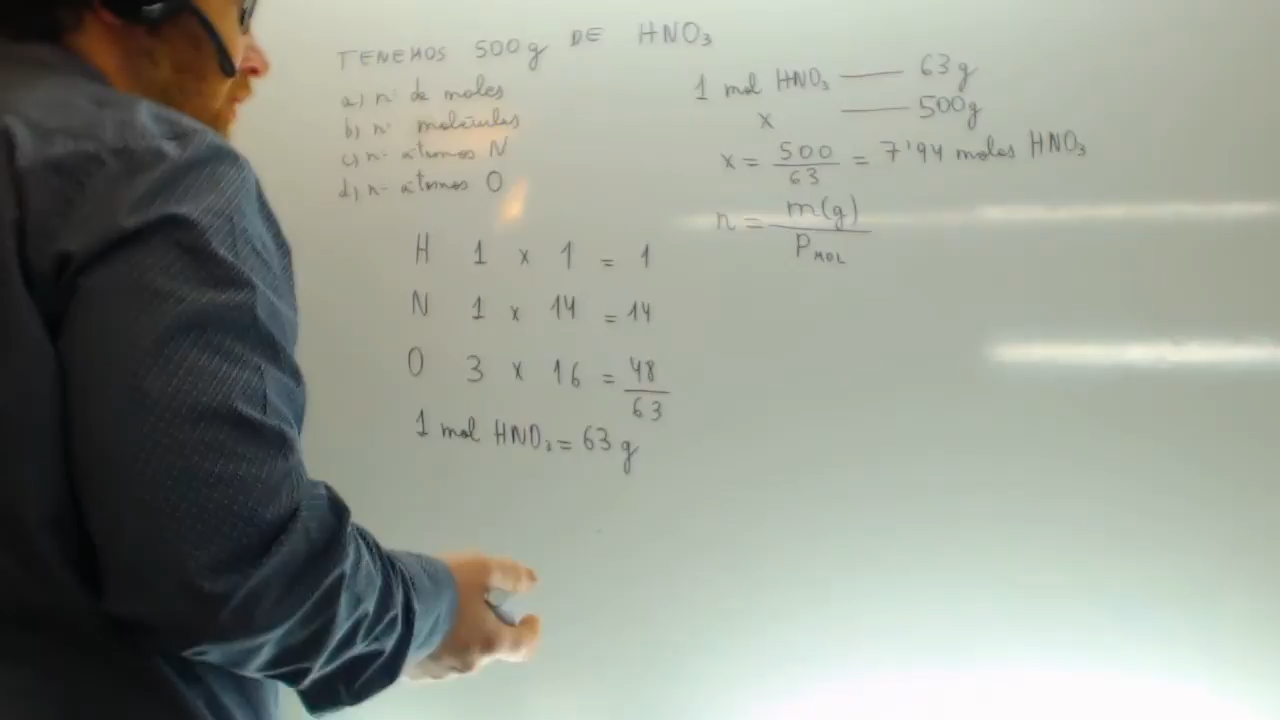 TENEMOS 500g DE HNO₃
a) nº de moles
b) nº moléculas
c) nº átomos N
d) nº átomos O
H 1 x 1 = 1
N 1 x 14 = 14
O 3 x 16 = 48
63
1 mol HNO₃ = 63 g
1 mol HNO₃ —— 63 g
x —— 500g
x = 500/63 = 7'94 moles HNO₃
n = m(g)/PMOL